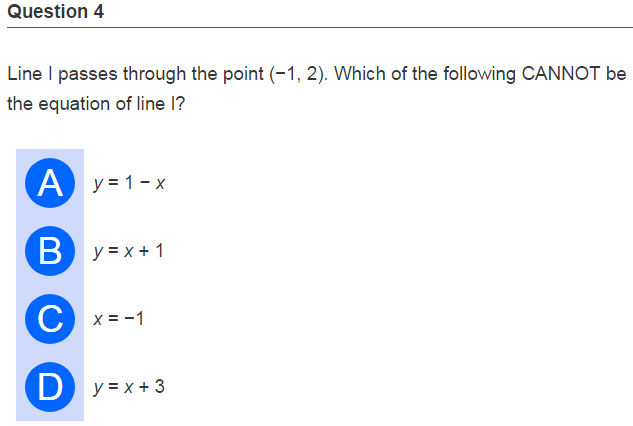 Question 4
Line l passes through the point (−1, 2). Which of the following CANNOT be
the equation of line l?
A y = 1 − x
B y = x + 1
C x = −1
D y = x + 3